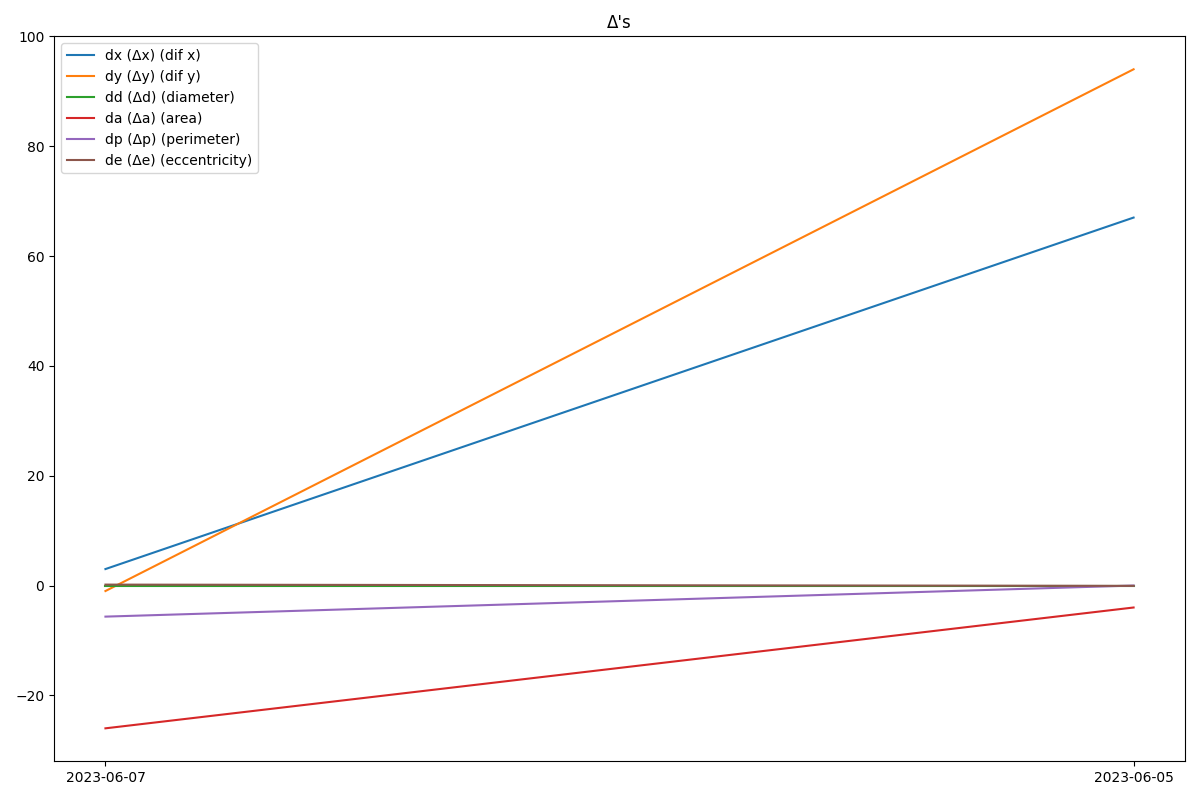 Δ's
100
80
60
40
20
0
−20
dx (Δx) (dif x)
dy (Δy) (dif y)
dd (Δd) (diameter)
da (Δa) (area)
dp (Δp) (perimeter)
de (Δe) (eccentricity)
2023-06-07
2023-06-05